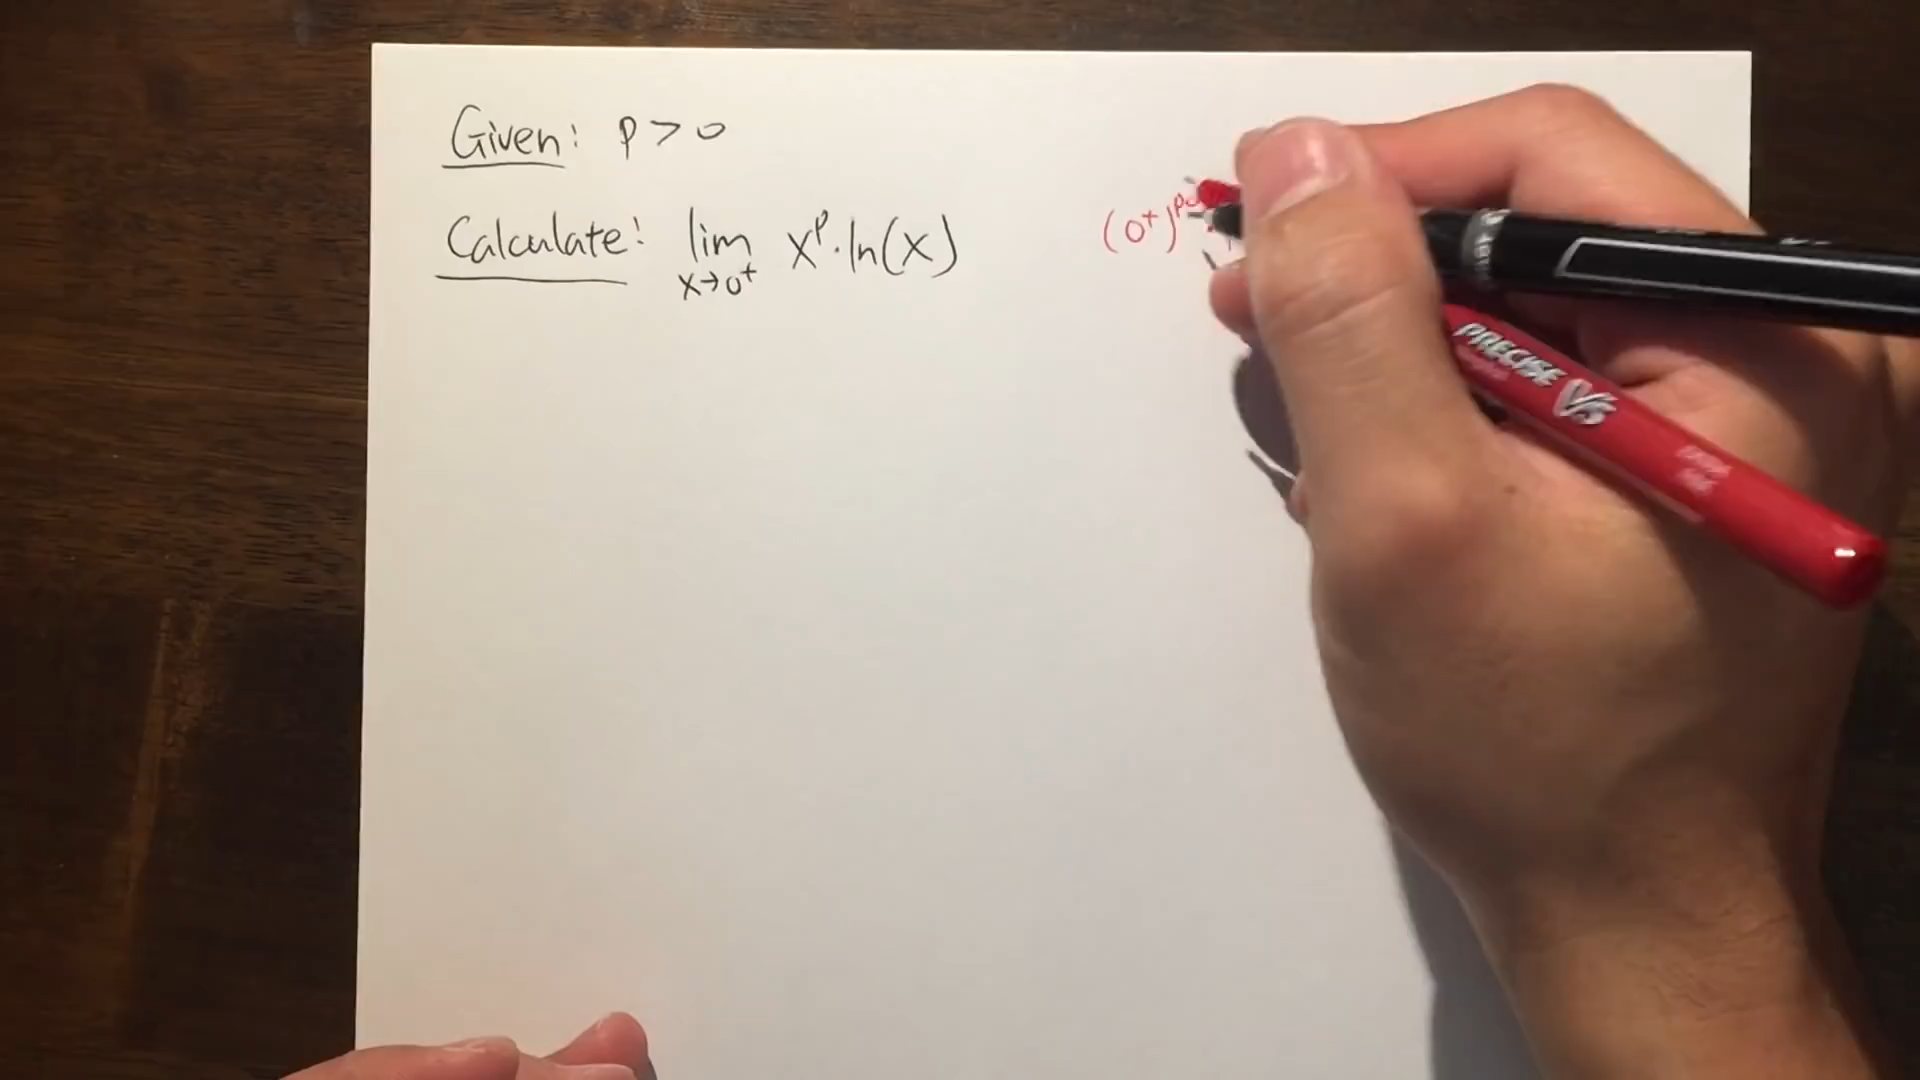 Given: p > 0
Calculate: lim x→0⁺ x^p · ln(x)
(0⁺)^
PRECISE V5